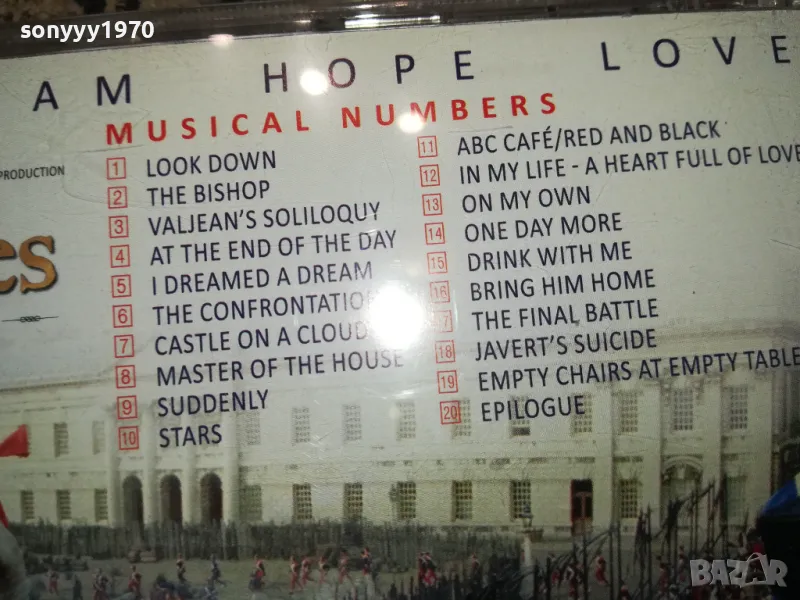 sonyyy1970
AM HOPE LOVE
MUSICAL NUMBERS
PRODUCTION
es
1 LOOK DOWN
2 THE BISHOP
3 VALJEAN'S SOLILOQUY
4 AT THE END OF THE DAY
5 I DREAMED A DREAM
6 THE CONFRONTATION
7 CASTLE ON A CLOUD
8 MASTER OF THE HOUSE
9 SUDDENLY
10 STARS
11 ABC CAFÉ/RED AND BLACK
12 IN MY LIFE - A HEART FULL OF LOVE
13 ON MY OWN
14 ONE DAY MORE
15 DRINK WITH ME
16 BRING HIM HOME
17 THE FINAL BATTLE
18 JAVERT'S SUICIDE
19 EMPTY CHAIRS AT EMPTY TABLE
20 EPILOGUE
BAZAR